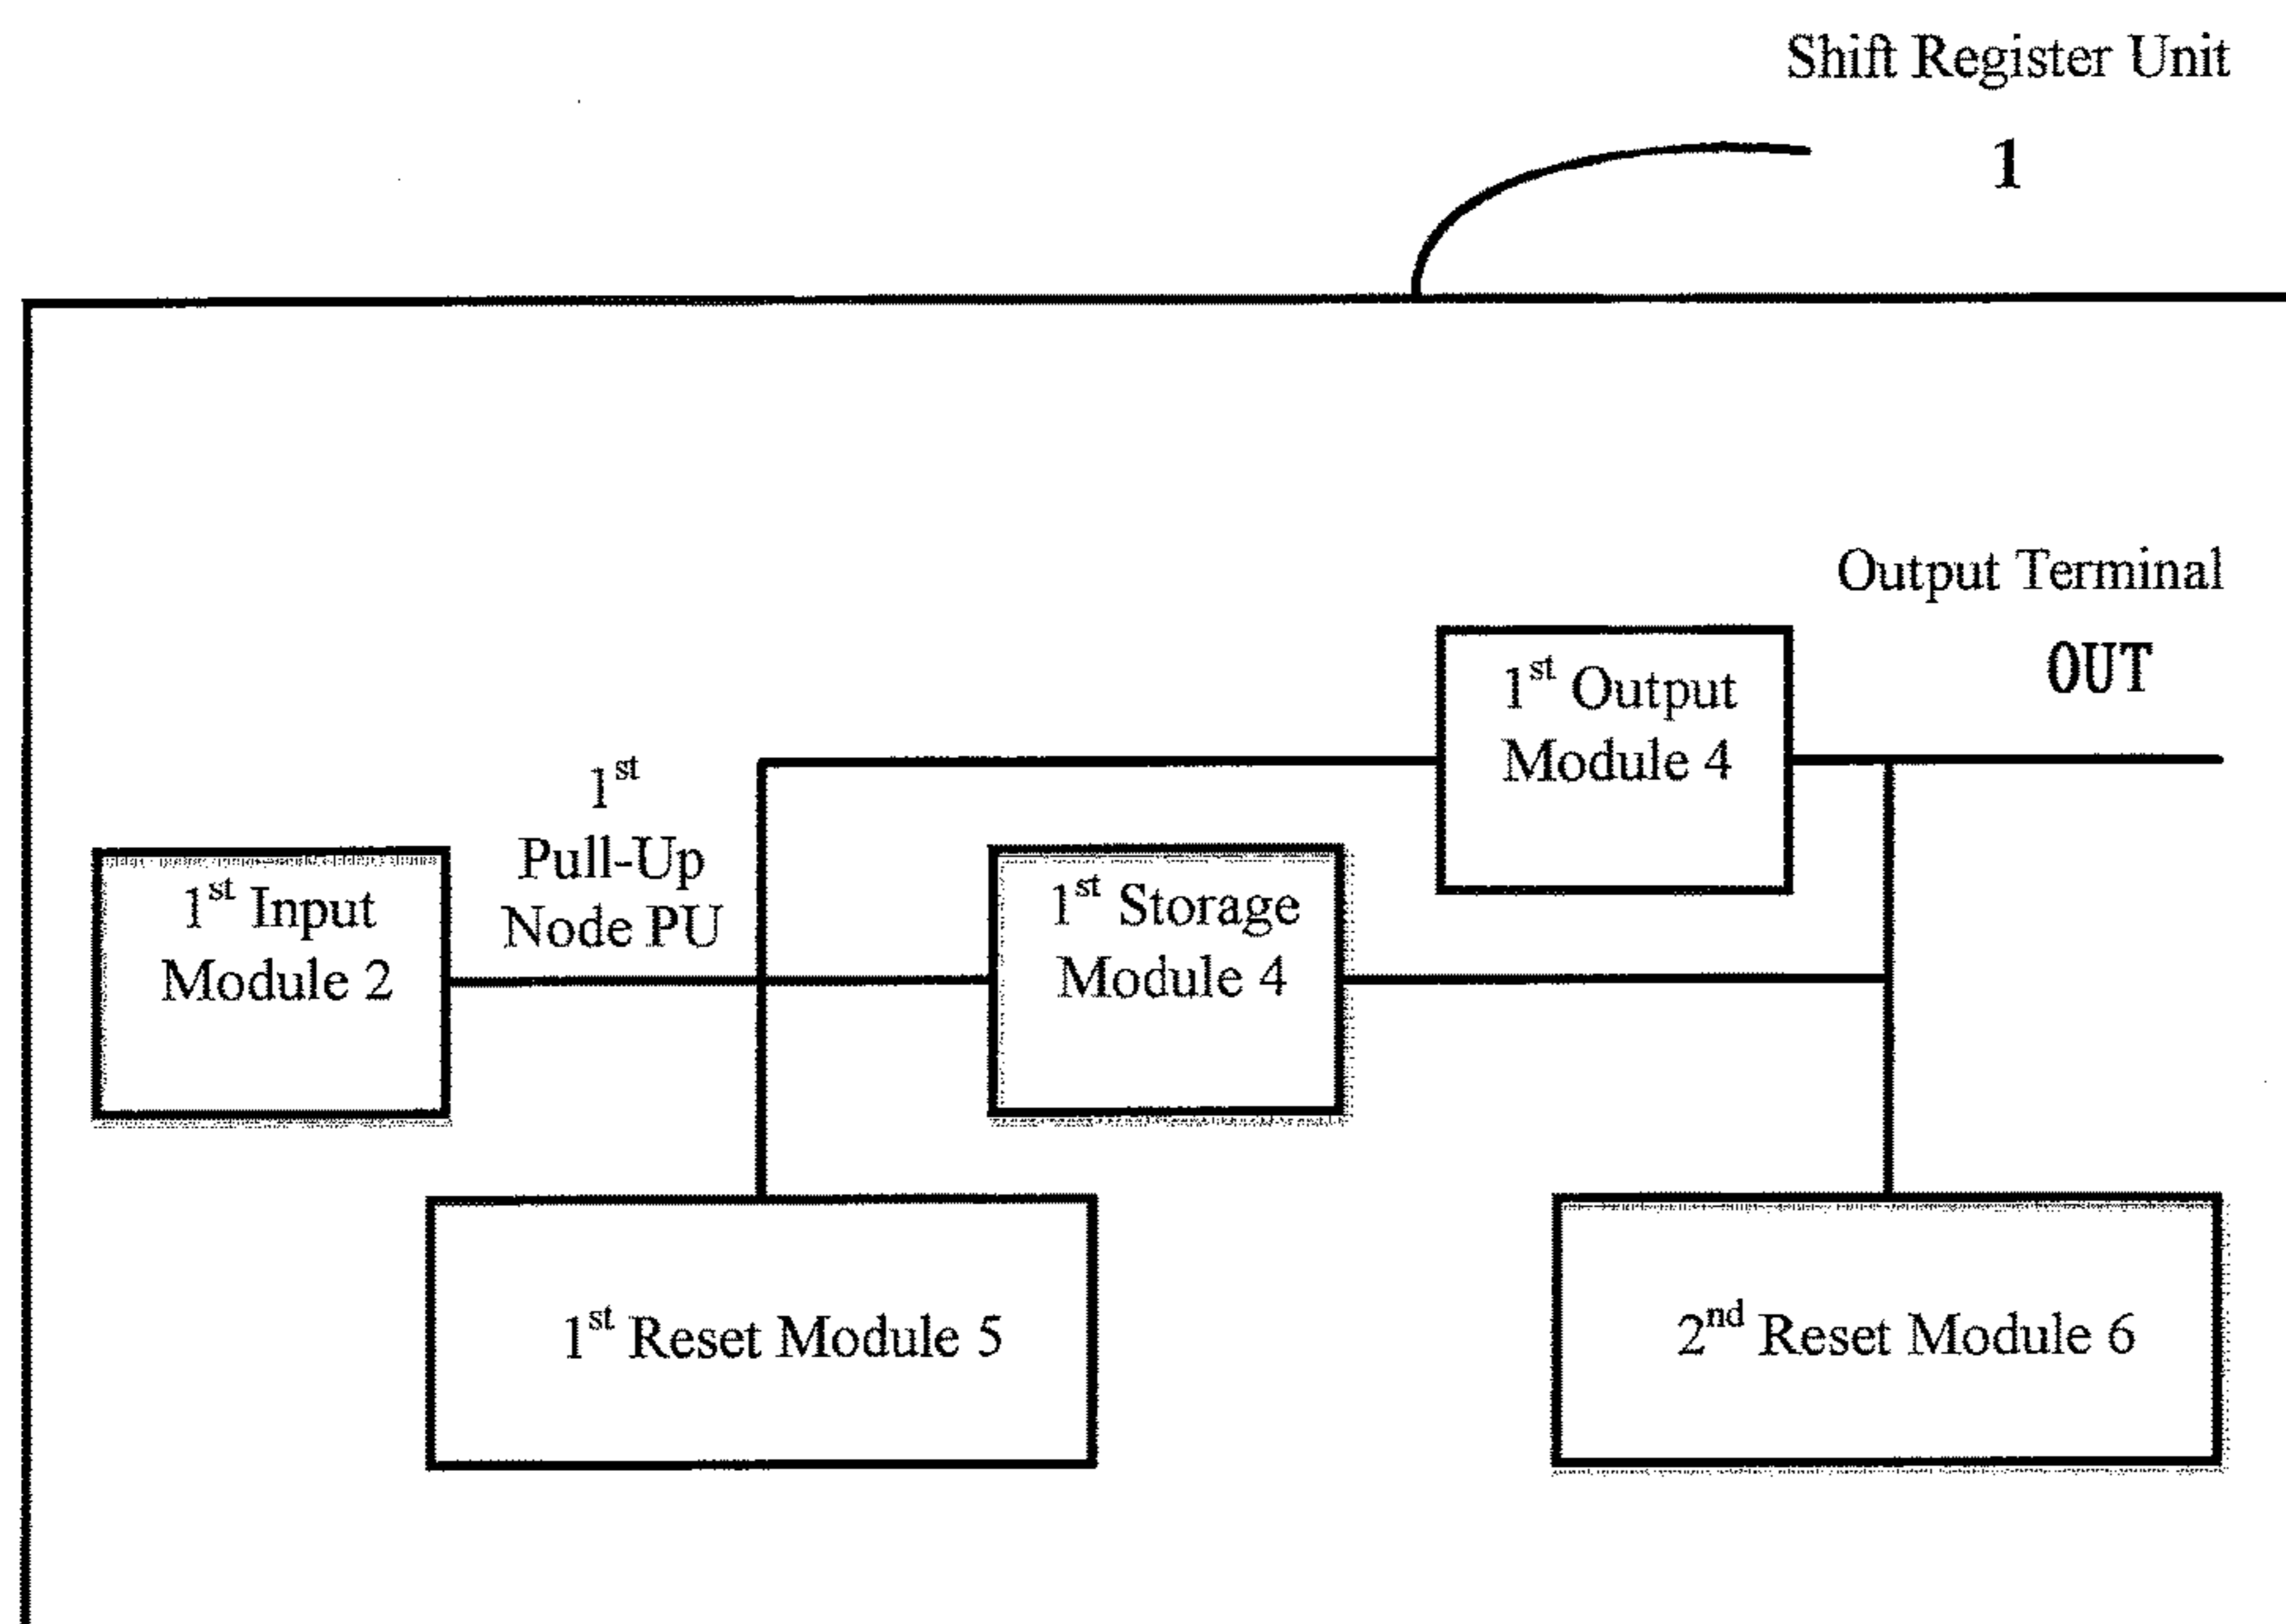 Shift Register Unit
1
Output Terminal
OUT
1st Output
Module 4
1st
Pull-Up
Node PU
1st Input
Module 2
1st Storage
Module 4
1st Reset Module 5
2nd Reset Module 6